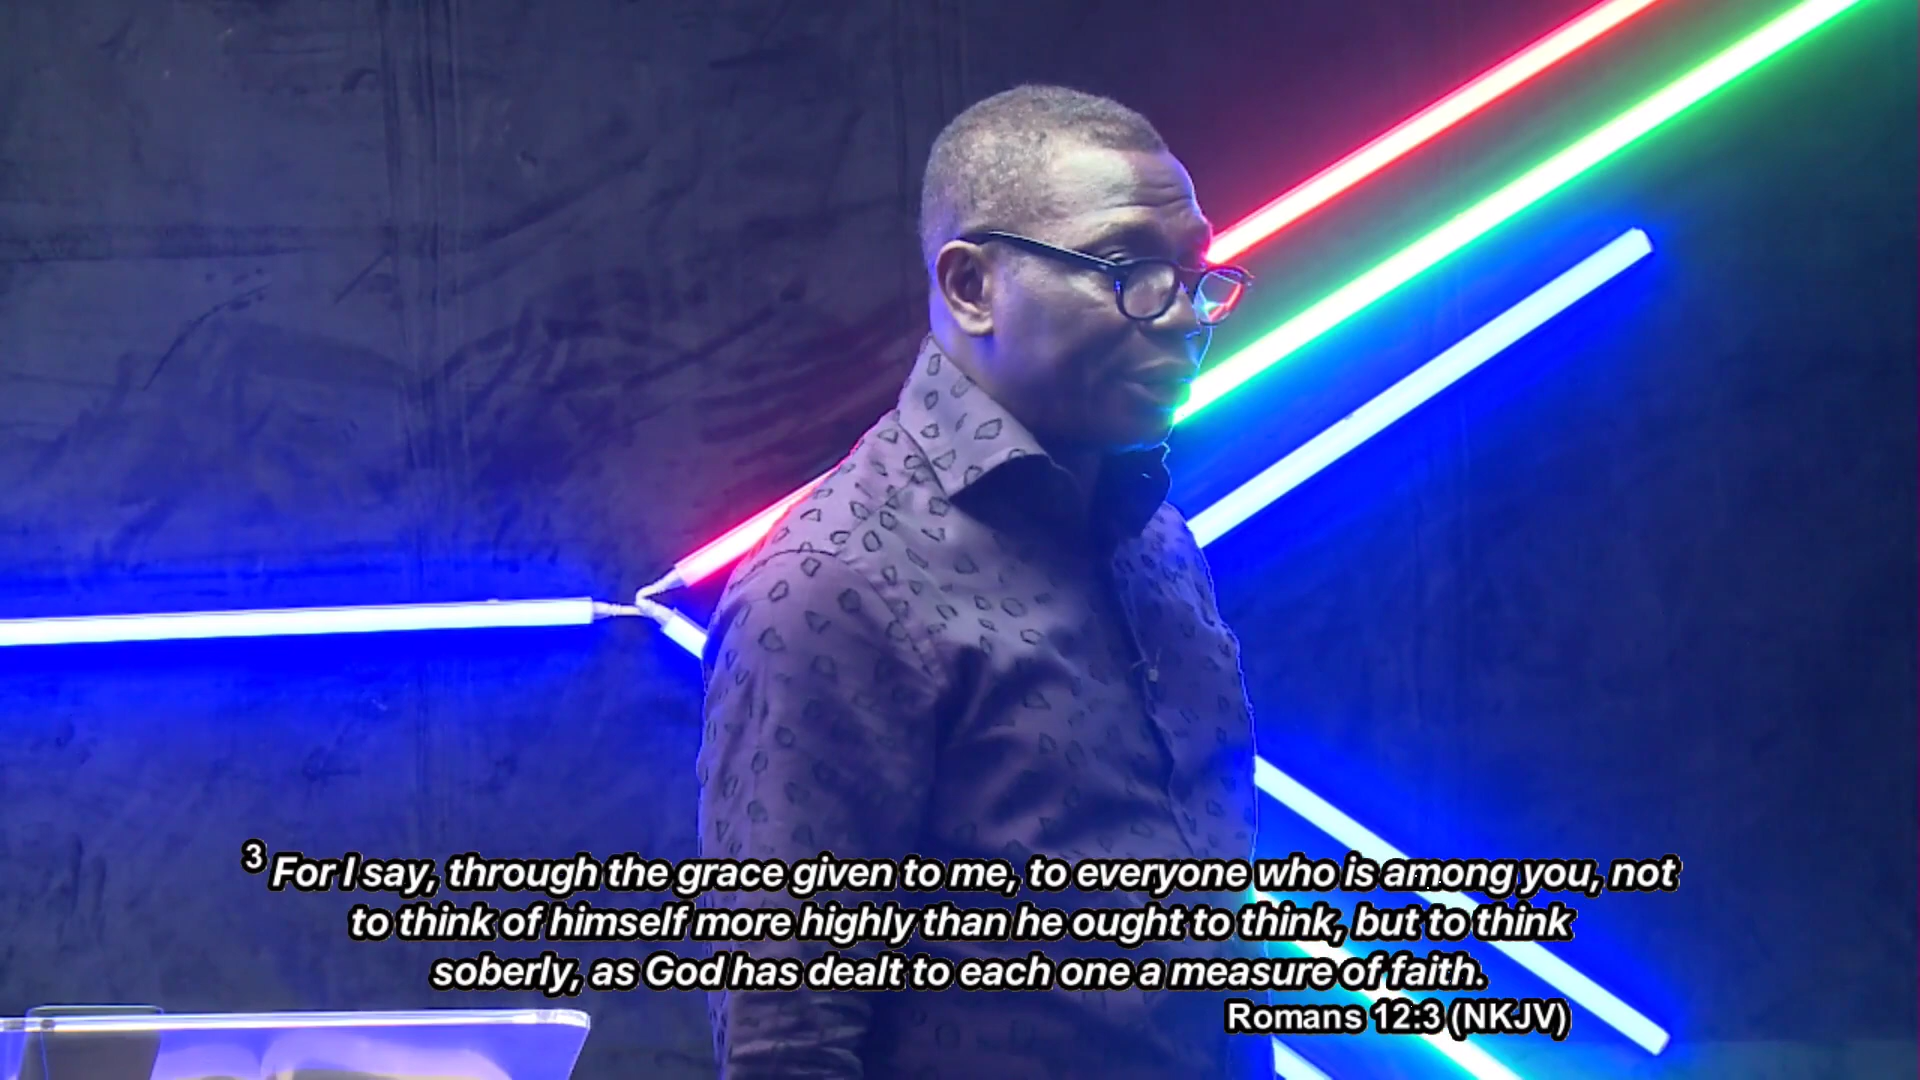 3 For I say, through the grace given to me, to everyone who is among you, not
to think of himself more highly than he ought to think, but to think
soberly, as God has dealt to each one a measure of faith.
Romans 12:3 (NKJV)